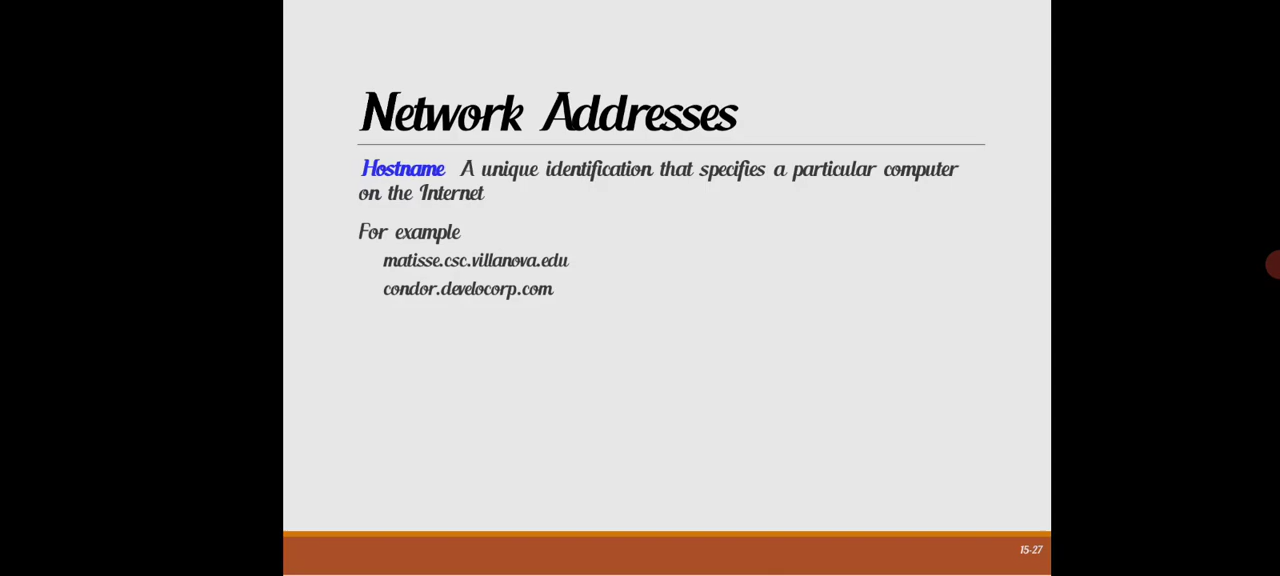 Network Addresses
Hostname A unique identification that specifies a particular computer
on the Internet
For example
matisse.csc.villanova.edu
condor.develocorp.com
15-27